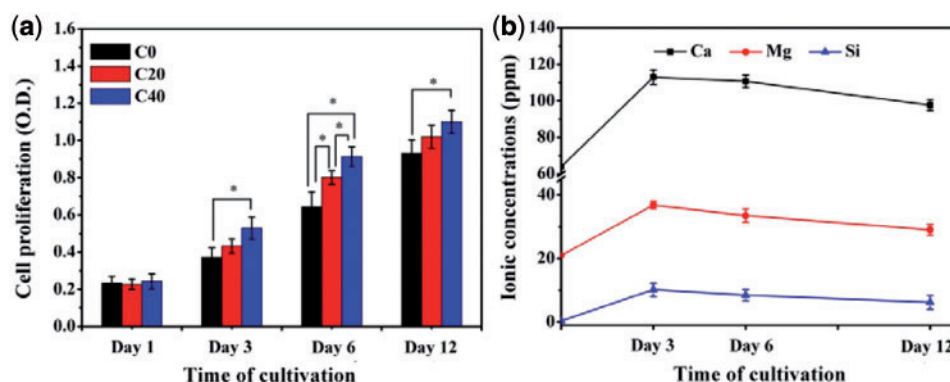 (a)
1.6
1.4
1.2
1.0
0.8
0.6
0.4
0.2
0.0
Cell proliferation (O.D.)
C0
C20
C40
*
*
* *
*
Day 1 Day 3 Day 6 Day 12
Time of cultivation
(b)
140
120
100
80
60
40
20
0
Ionic concentrations (ppm)
Ca Mg Si
Day 3 Day 6 Day 12
Time of cultivation